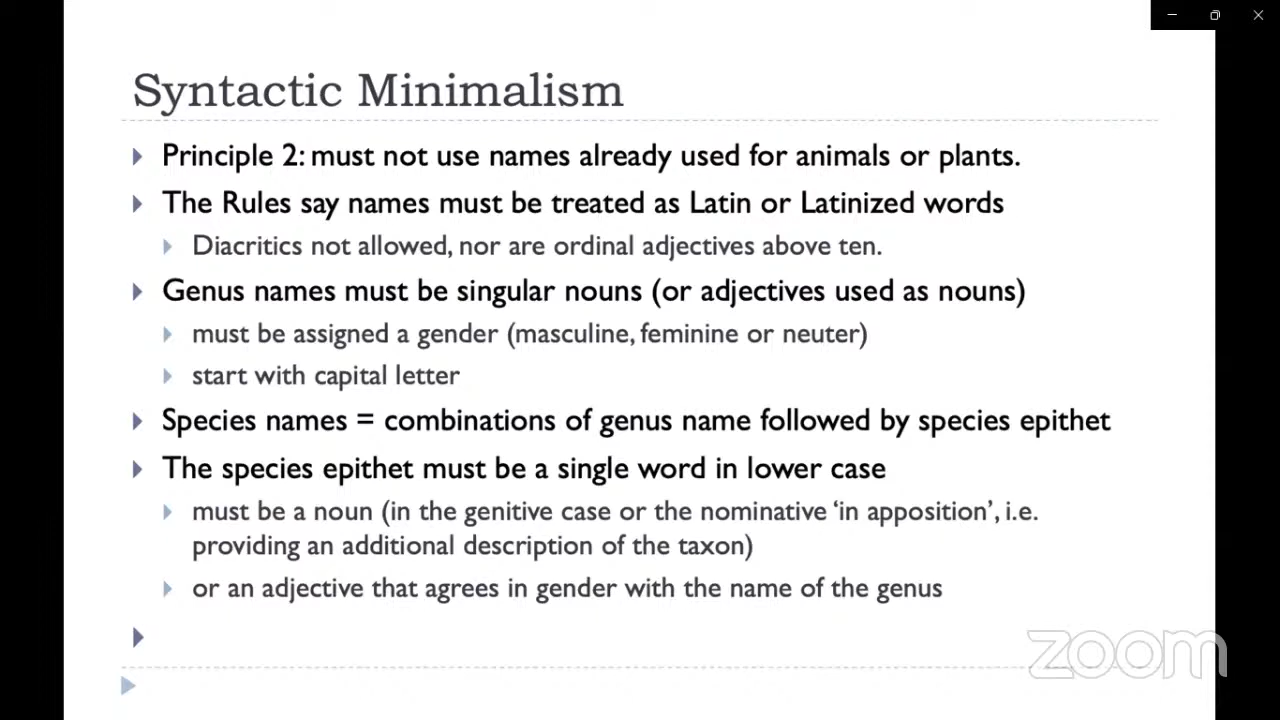 Syntactic Minimalism
Principle 2: must not use names already used for animals or plants.
The Rules say names must be treated as Latin or Latinized words
Diacritics not allowed, nor are ordinal adjectives above ten.
Genus names must be singular nouns (or adjectives used as nouns)
must be assigned a gender (masculine, feminine or neuter)
start with capital letter
Species names = combinations of genus name followed by species epithet
The species epithet must be a single word in lower case
must be a noun (in the genitive case or the nominative ‘in apposition’, i.e.
providing an additional description of the taxon)
or an adjective that agrees in gender with the name of the genus
zoom